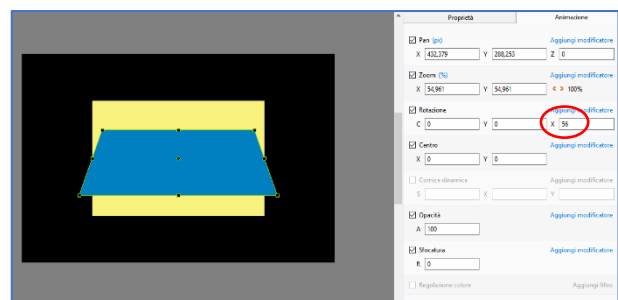 Proprietà Animazione
Pan (px) Aggiungi modificatore
X 432,379 Y 288,253 Z 0
Zoom (%) Aggiungi modificatore
X 54,961 Y 54,961 100%
Rotazione Aggiungi modificatore
C 0 Y 0 X 56
Centro Aggiungi modificatore
X 0 Y 0
Cornice dinamica Aggiungi modificatore
S X Y
Opacità Aggiungi modificatore
A 100
Sfocatura Aggiungi modificatore
R 0
Regolazione colore Aggiungi filtro